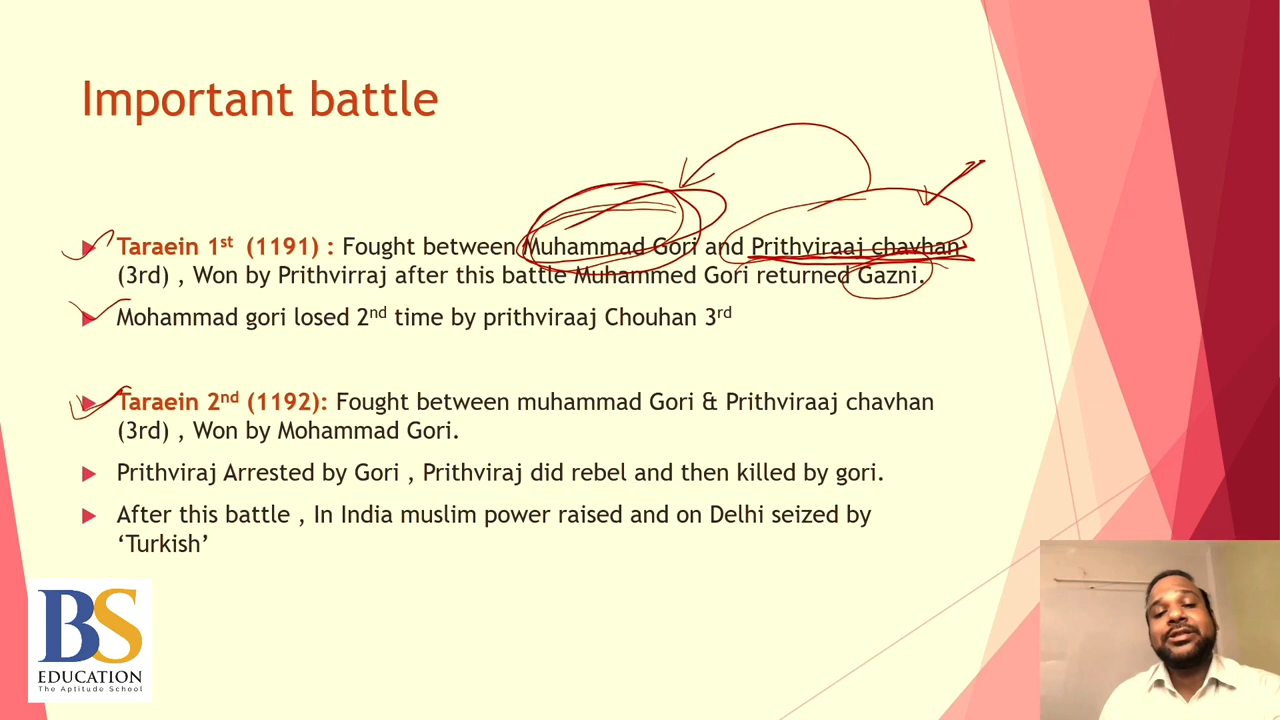 Important battle
Taraein 1st (1191) : Fought between Muhammad Gori and Prithviraaj chavhan
(3rd) , Won by Prithvirraj after this battle Muhammed Gori returned Gazni.
Mohammad gori losed 2nd time by prithviraaj Chouhan 3rd
Taraein 2nd (1192): Fought between muhammad Gori & Prithviraaj chavhan
(3rd) , Won by Mohammad Gori.
Prithviraj Arrested by Gori , Prithviraj did rebel and then killed by gori.
After this battle , In India muslim power raised and on Delhi seized by
‘Turkish’
BS
EDUCATION
The Aptitude School